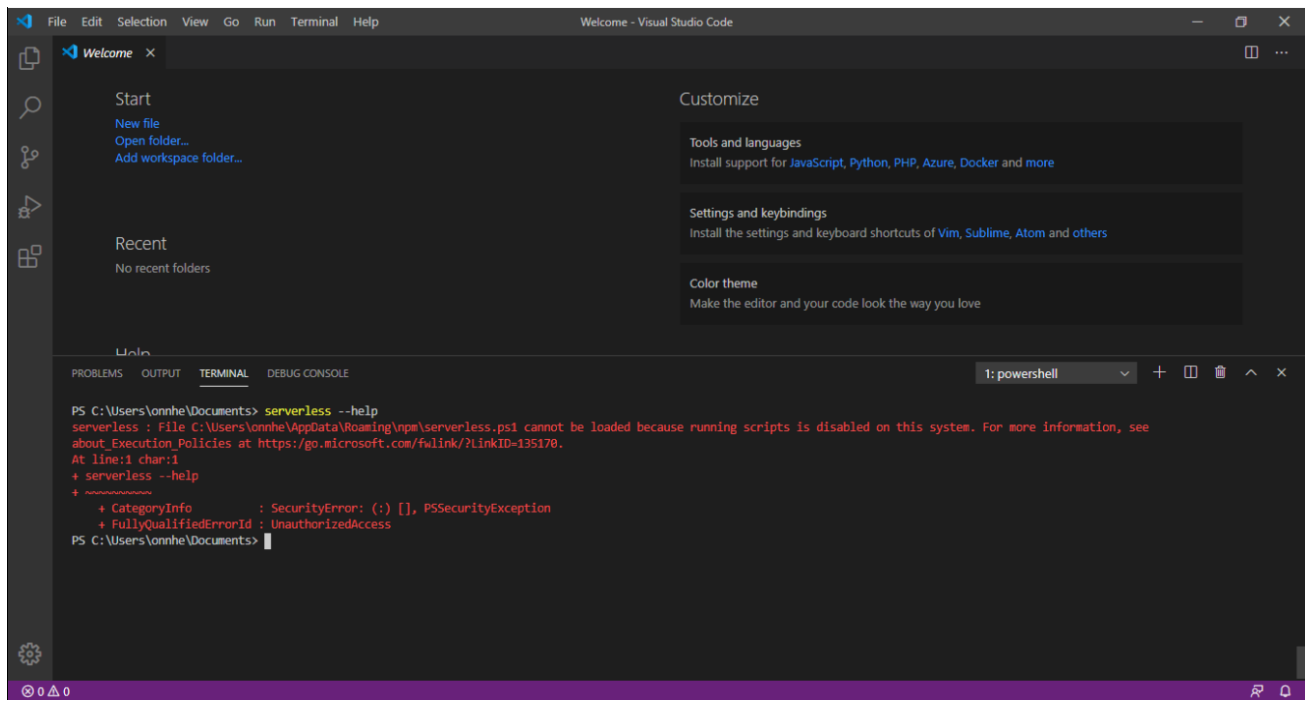 File Edit Selection View Go Run Terminal Help
Welcome - Visual Studio Code
Welcome
Start
New file
Open folder...
Add workspace folder...
Recent
No recent folders
Help
Customize
Tools and languages
Install support for JavaScript, Python, PHP, Azure, Docker and more
Settings and keybindings
Install the settings and keyboard shortcuts of Vim, Sublime, Atom and others
Color theme
Make the editor and your code look the way you love
PROBLEMS OUTPUT TERMINAL DEBUG CONSOLE
1: powershell
PS C:\Users\onnhe\Documents> serverless --help
serverless : File C:\Users\onnhe\AppData\Roaming\npm\serverless.ps1 cannot be loaded because running scripts is disabled on this system. For more information, see
about_Execution_Policies at https:/go.microsoft.com/fwlink/?LinkID=135170.
At line:1 char:1
+ serverless --help
+ ~~~~~~~~~~
+ CategoryInfo : SecurityError: (:) [], PSSecurityException
+ FullyQualifiedErrorId : UnauthorizedAccess
PS C:\Users\onnhe\Documents>
0 0